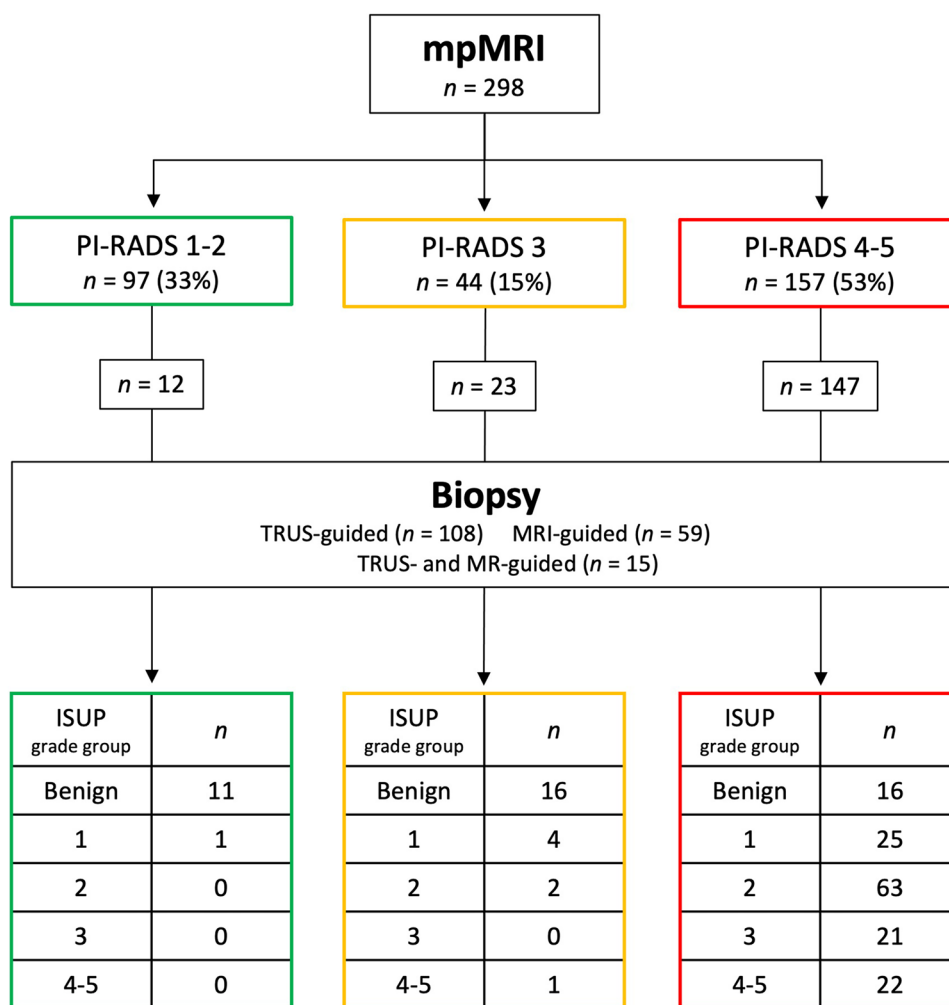 mpMRI
n = 298
PI-RADS 1-2
n = 97 (33%)
PI-RADS 3
n = 44 (15%)
PI-RADS 4-5
n = 157 (53%)
n = 12
n = 23
n = 147
Biopsy
TRUS-guided (n = 108) MRI-guided (n = 59)
TRUS- and MR-guided (n = 15)
ISUP
grade group n
Benign 11
1 1
2 0
3 0
4-5 0
ISUP
grade group n
Benign 16
1 4
2 2
3 0
4-5 1
ISUP
grade group n
Benign 16
1 25
2 63
3 21
4-5 22